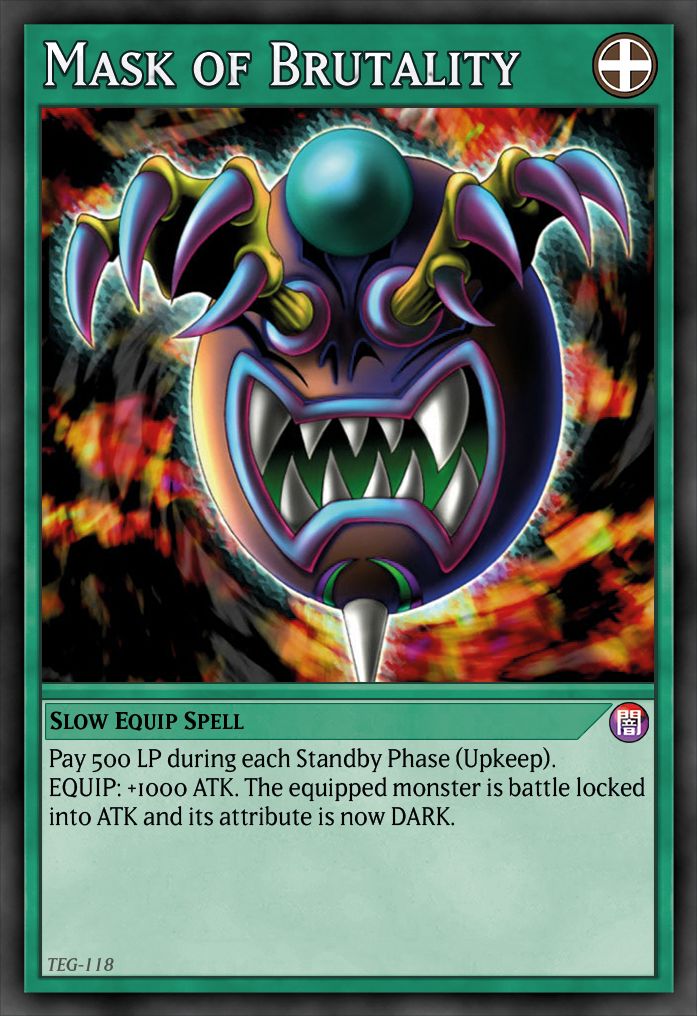 Mask of Brutality
Slow Equip Spell
闇
Pay 500 LP during each Standby Phase (Upkeep).
EQUIP: +1000 ATK. The equipped monster is battle locked
into ATK and its attribute is now DARK.
TEG-118